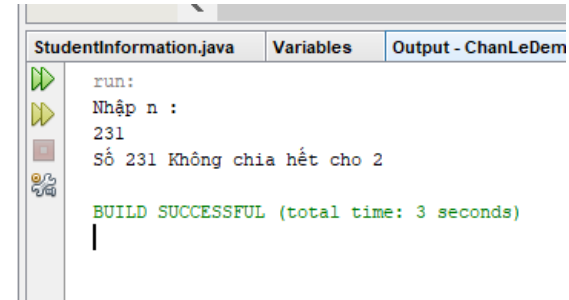 StudentInformation.java Variables Output - ChanLeDem
run:
Nhập n :
231
Số 231 Không chia hết cho 2
BUILD SUCCESSFUL (total time: 3 seconds)